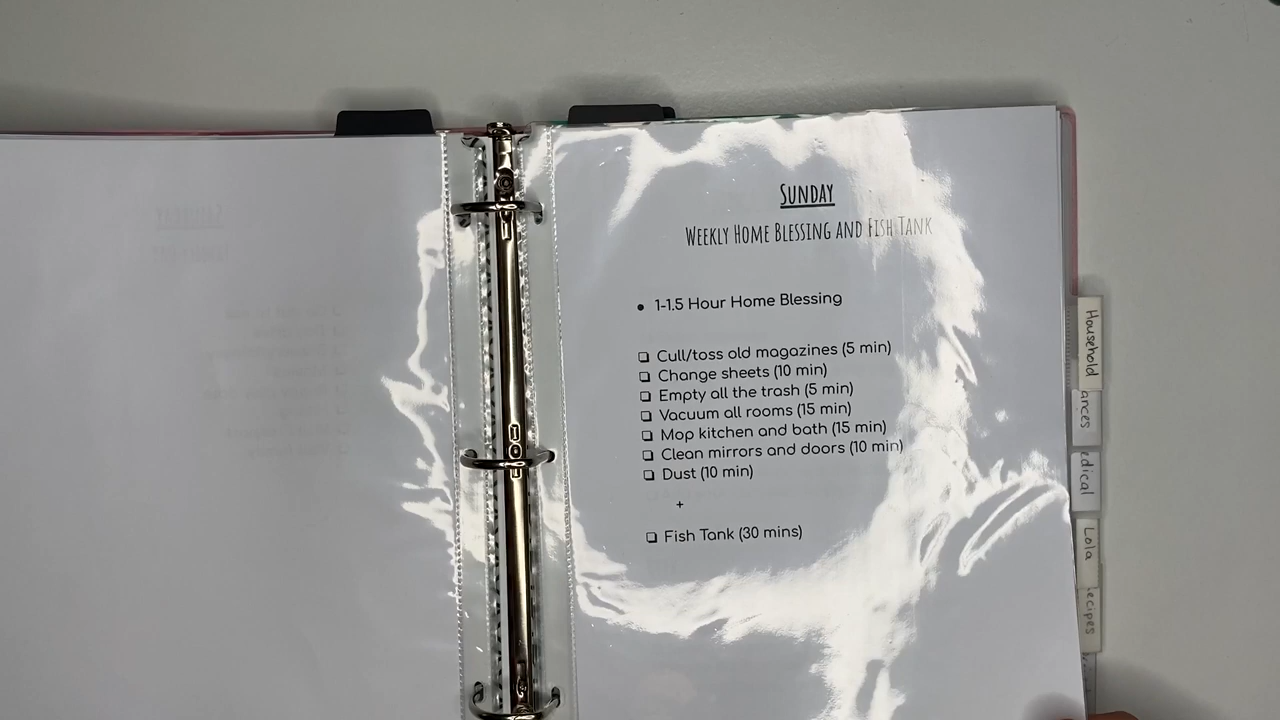 Sunday
Weekly Home Blessing and Fish Tank
• 1-1.5 Hour Home Blessing
❏ Cull/toss old magazines (5 min)
❏ Change sheets (10 min)
❏ Empty all the trash (5 min)
❏ Vacuum all rooms (15 min)
❏ Mop kitchen and bath (15 min)
❏ Clean mirrors and doors (10 min)
❏ Dust (10 min)
+
❏ Fish Tank (30 mins)
Household
ances
edical
Lola
ecipes